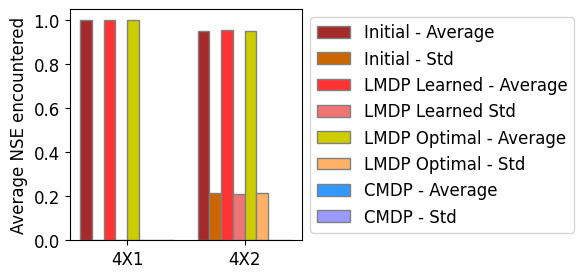 Average NSE encountered
1.0
0.8
0.6
0.4
0.2
0.0
4X1
4X2
Initial - Average
Initial - Std
LMDP Learned - Average
LMDP Learned Std
LMDP Optimal - Average
LMDP Optimal - Std
CMDP - Average
CMDP - Std